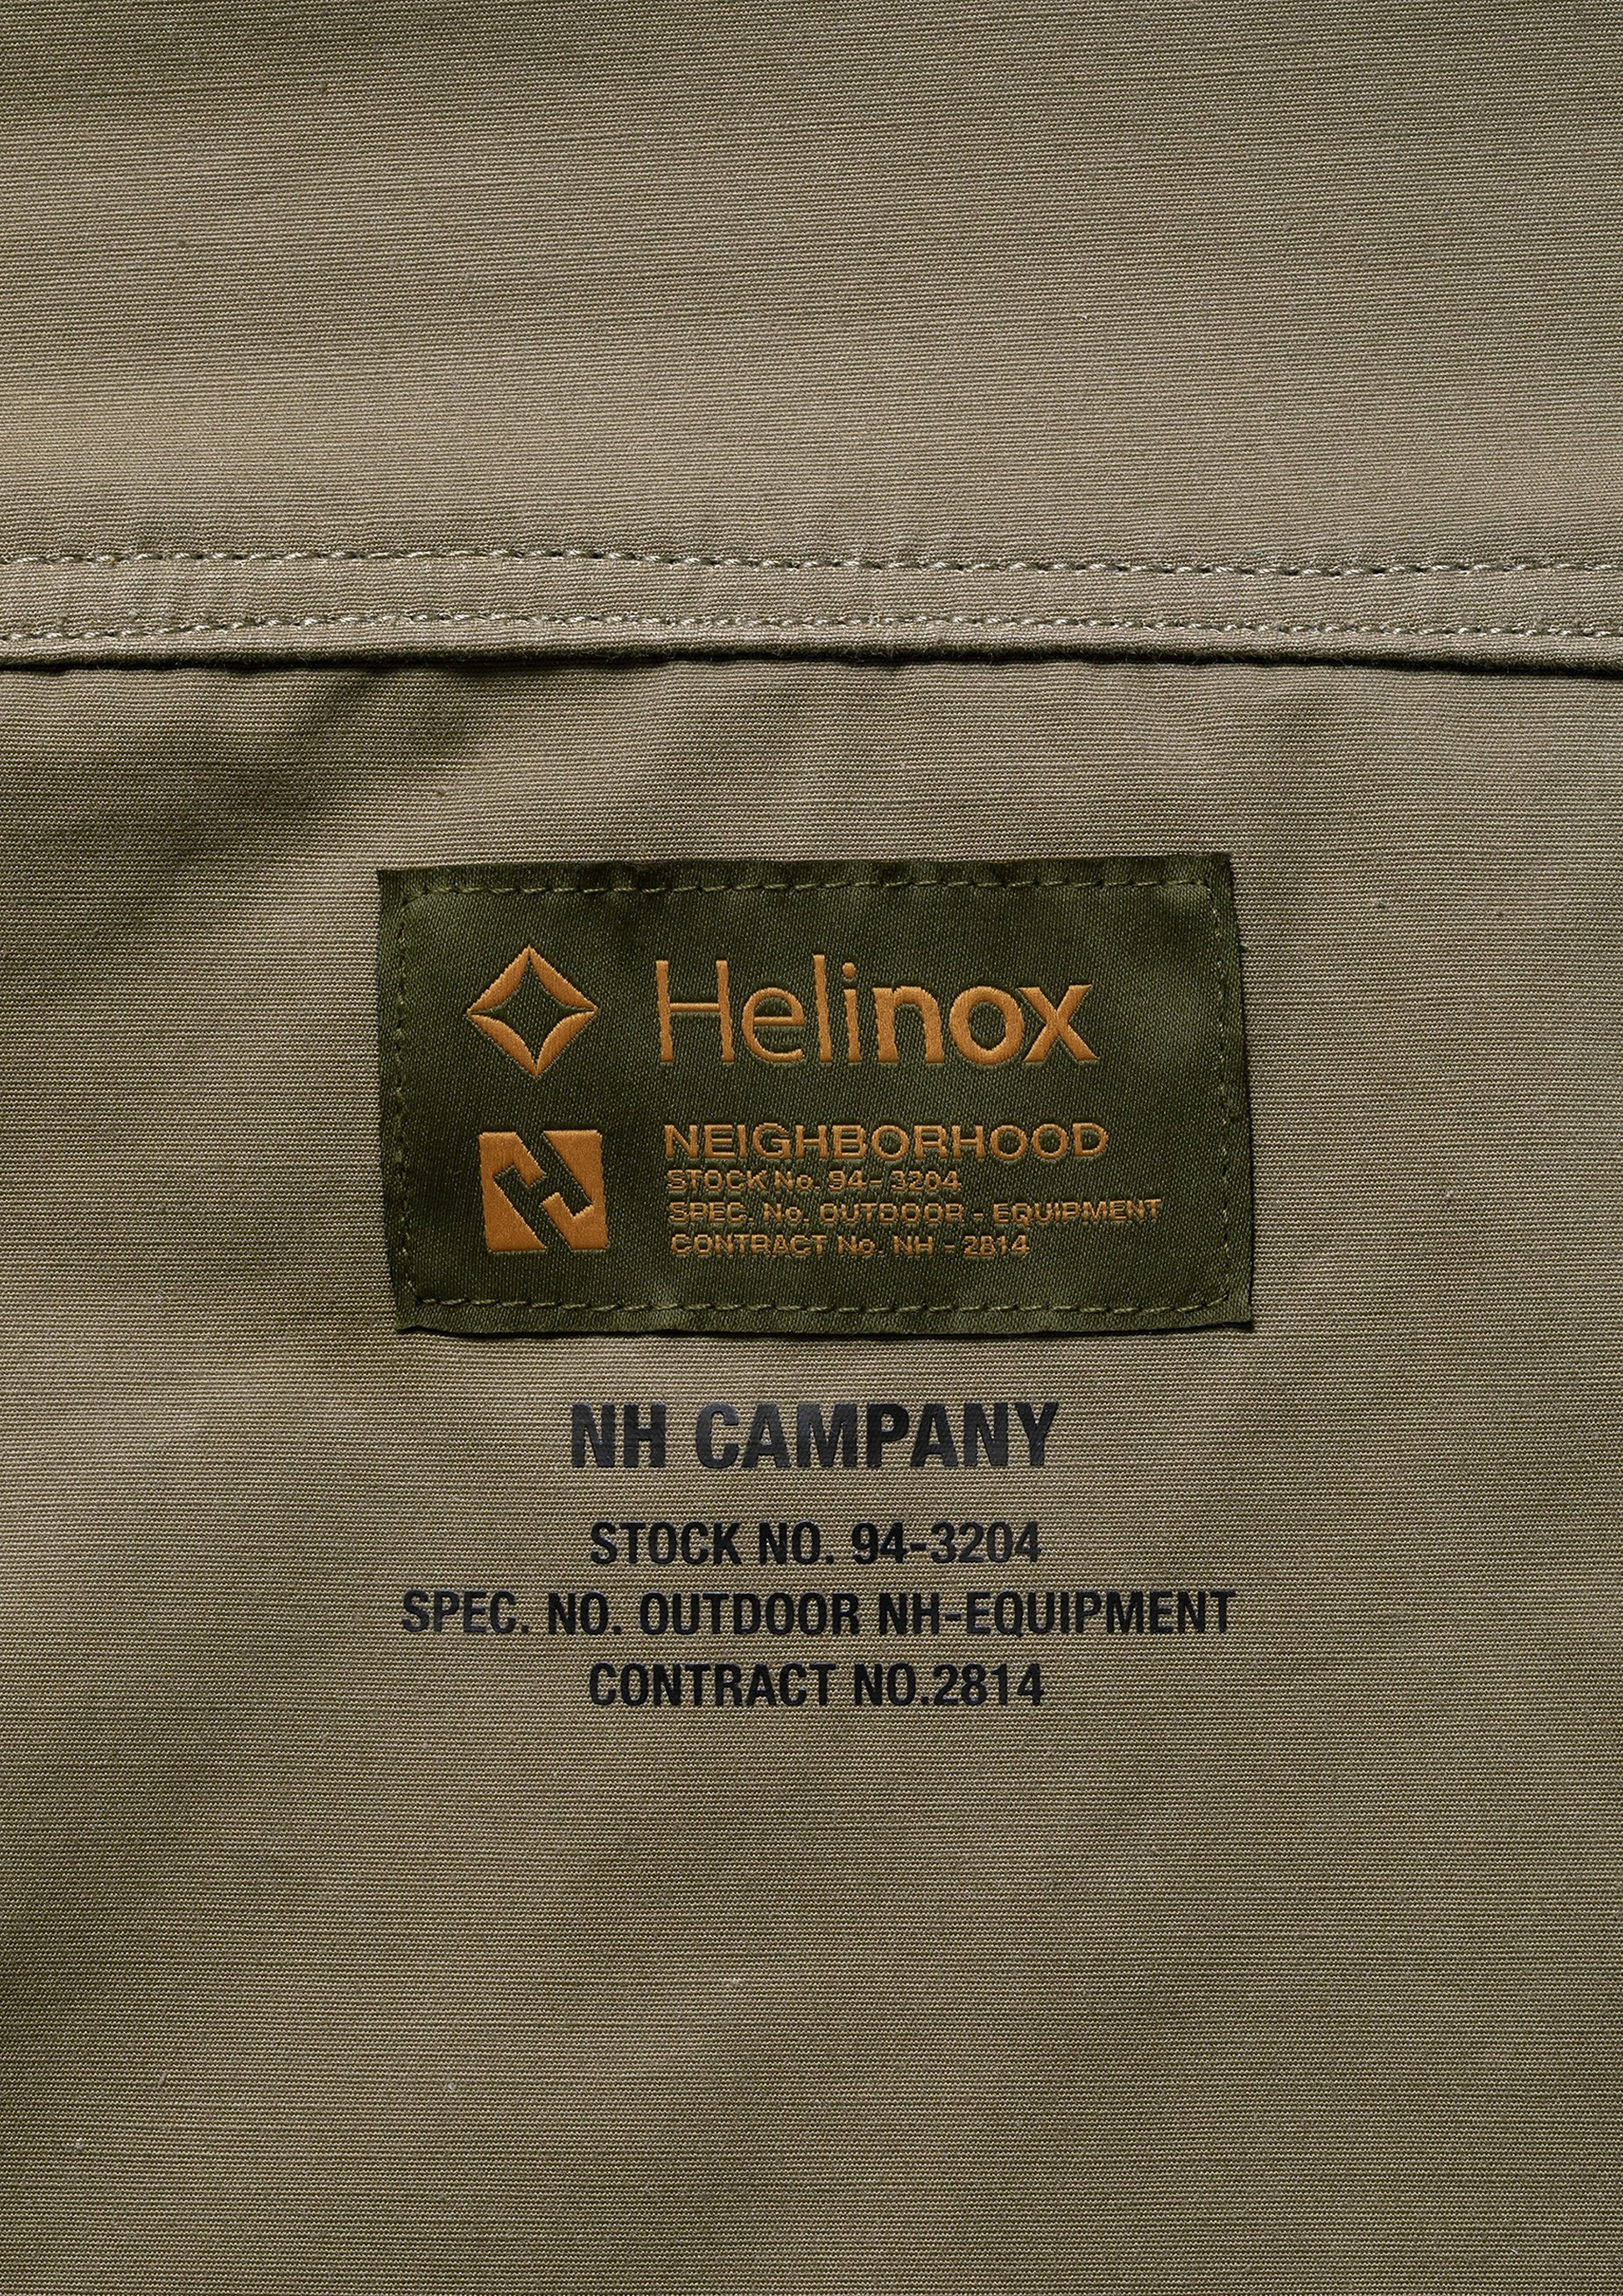 Helinox
NEIGHBORHOOD
STOCK No. 94-3204
SPEC. No. OUTDOOR - EQUIPMENT
CONTRACT No. NH - 2814
NH CAMPANY
STOCK NO. 94-3204
SPEC. NO. OUTDOOR NH-EQUIPMENT
CONTRACT NO.2814